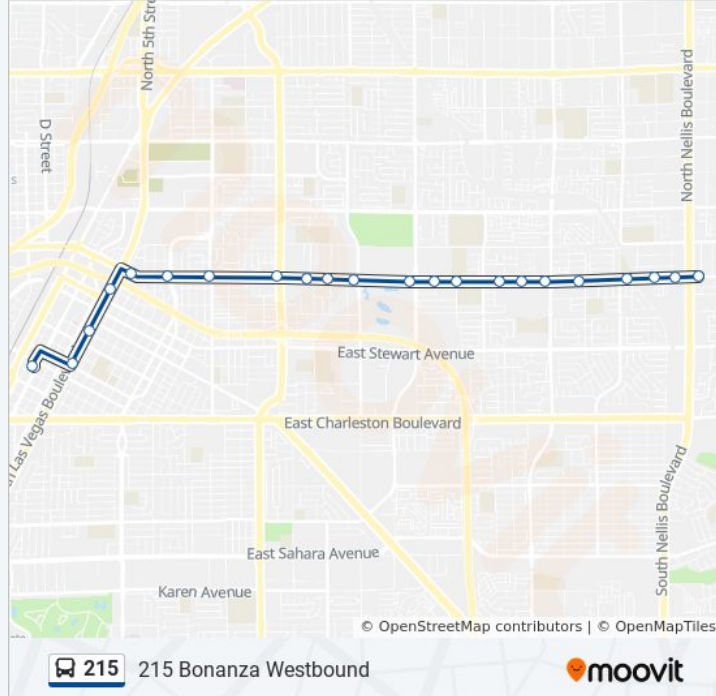 North 5th Stre
D Street
North Nellis Boulevard
s
East Stewart Avenue
h Las Vegas Boulev
East Charleston Boulevard
South Nellis Boulevard
East Sahara Avenue
Karen Avenue
© OpenStreetMap contributors | © OpenMapTiles
215 215 Bonanza Westbound
moovit